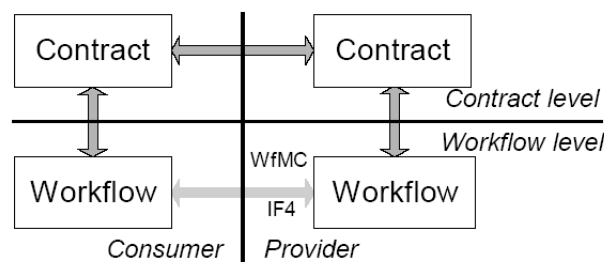 Contract
Contract
Contract level
Workflow level
WfMC
Workflow
Workflow
IF4
Consumer
Provider